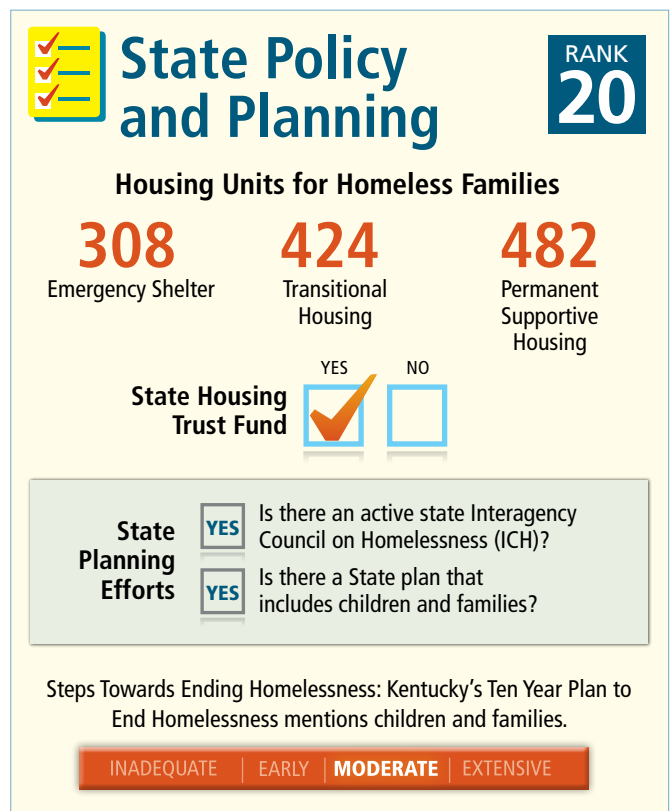 State Policy
and Planning
RANK
20
Housing Units for Homeless Families
308
Emergency Shelter
424
Transitional
Housing
482
Permanent
Supportive
Housing
YES
NO
State Housing
Trust Fund
State
Planning
Efforts
YES
Is there an active state Interagency
Council on Homelessness (ICH)?
YES
Is there a State plan that
includes children and families?
Steps Towards Ending Homelessness: Kentucky's Ten Year Plan to
End Homelessness mentions children and families.
INADEQUATE | EARLY | MODERATE | EXTENSIVE